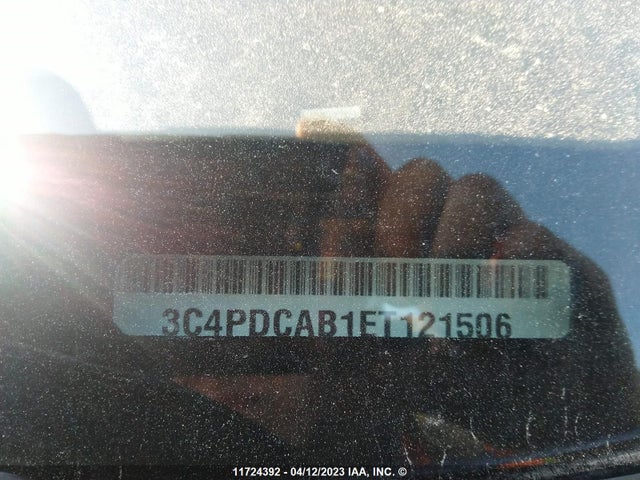 3C4PDCAB1ET121506
11724392 - 04/12/2023 IAA, INC. ©